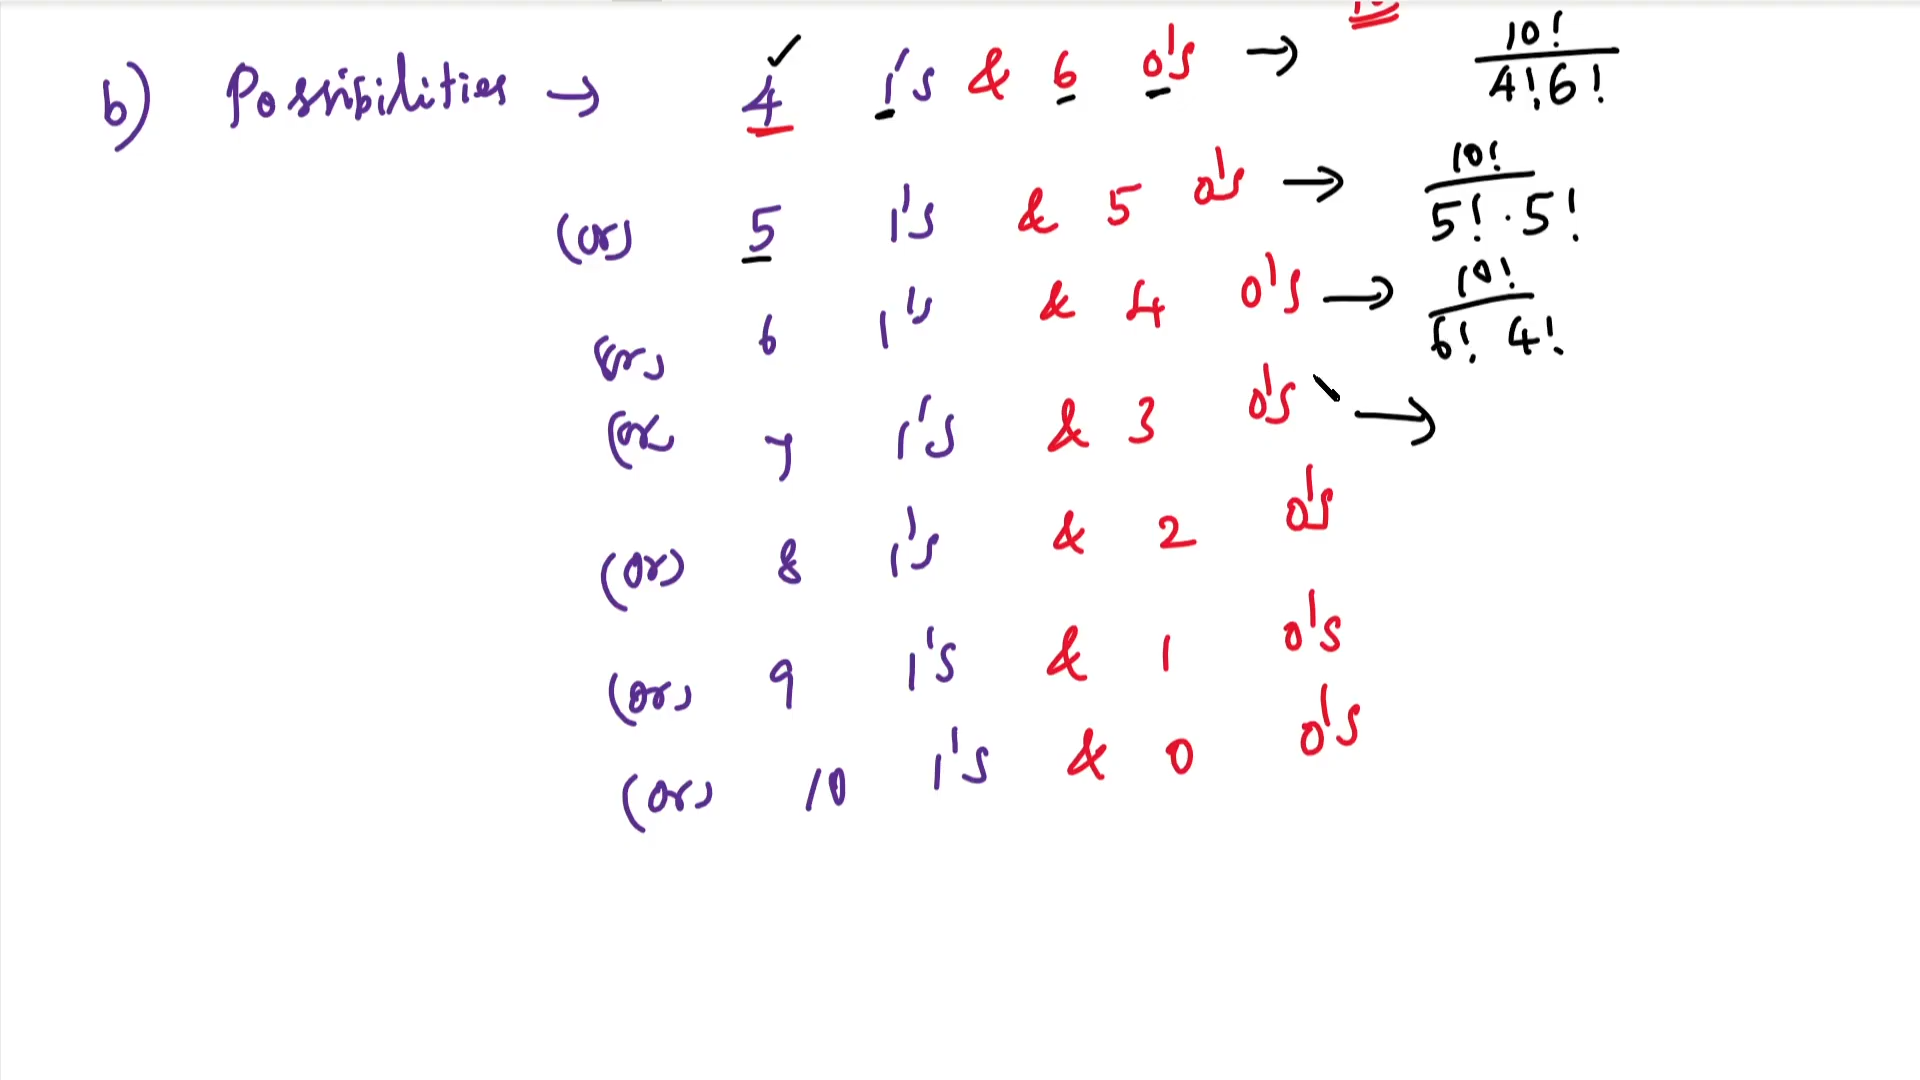 b) Possibilities → 4 1's & 6 0's → 10! / 4! 6!
(or) 5 1's & 5 0's → 10! / 5! . 5!
(or) 6 1's & 4 0's → 10! / 6! 4!
(or 7 1's & 3 0's →
(or) 8 1's & 2 0's
(or) 9 1's & 1 0's
(or) 10 1's & 0 0's